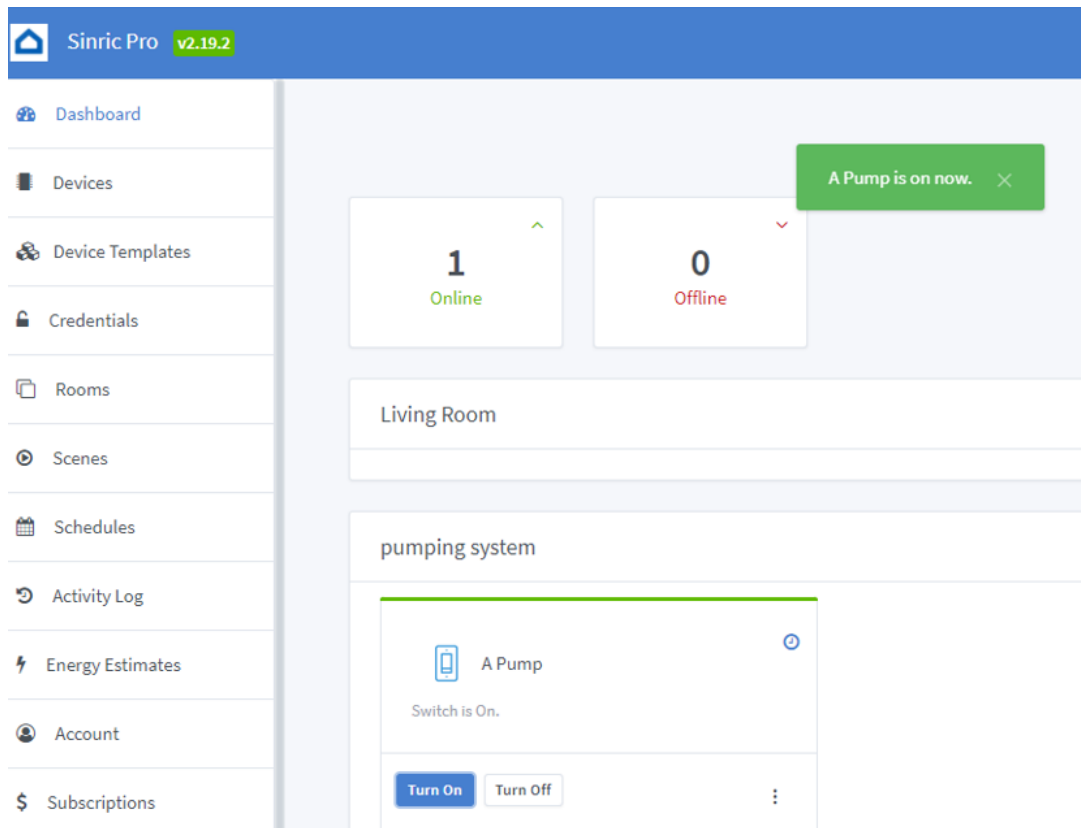 Sinric Pro v2.19.2
Dashboard
Devices
Device Templates
Credentials
Rooms
Scenes
Schedules
Activity Log
Energy Estimates
Account
$ Subscriptions
A Pump is on now. ×
1
Online
0
Offline
Living Room
pumping system
A Pump
Switch is On.
Turn On Turn Off